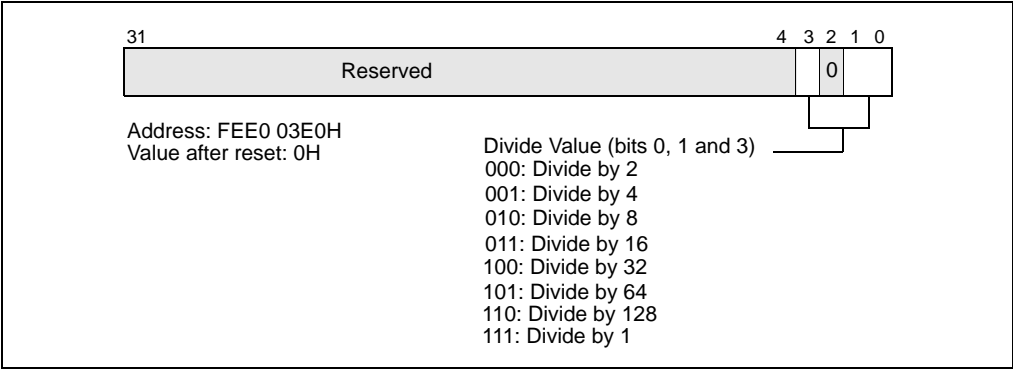 31 4 3 2 1 0
Reserved 0
Address: FEE0 03E0H
Value after reset: 0H
Divide Value (bits 0, 1 and 3)
000: Divide by 2
001: Divide by 4
010: Divide by 8
011: Divide by 16
100: Divide by 32
101: Divide by 64
110: Divide by 128
111: Divide by 1